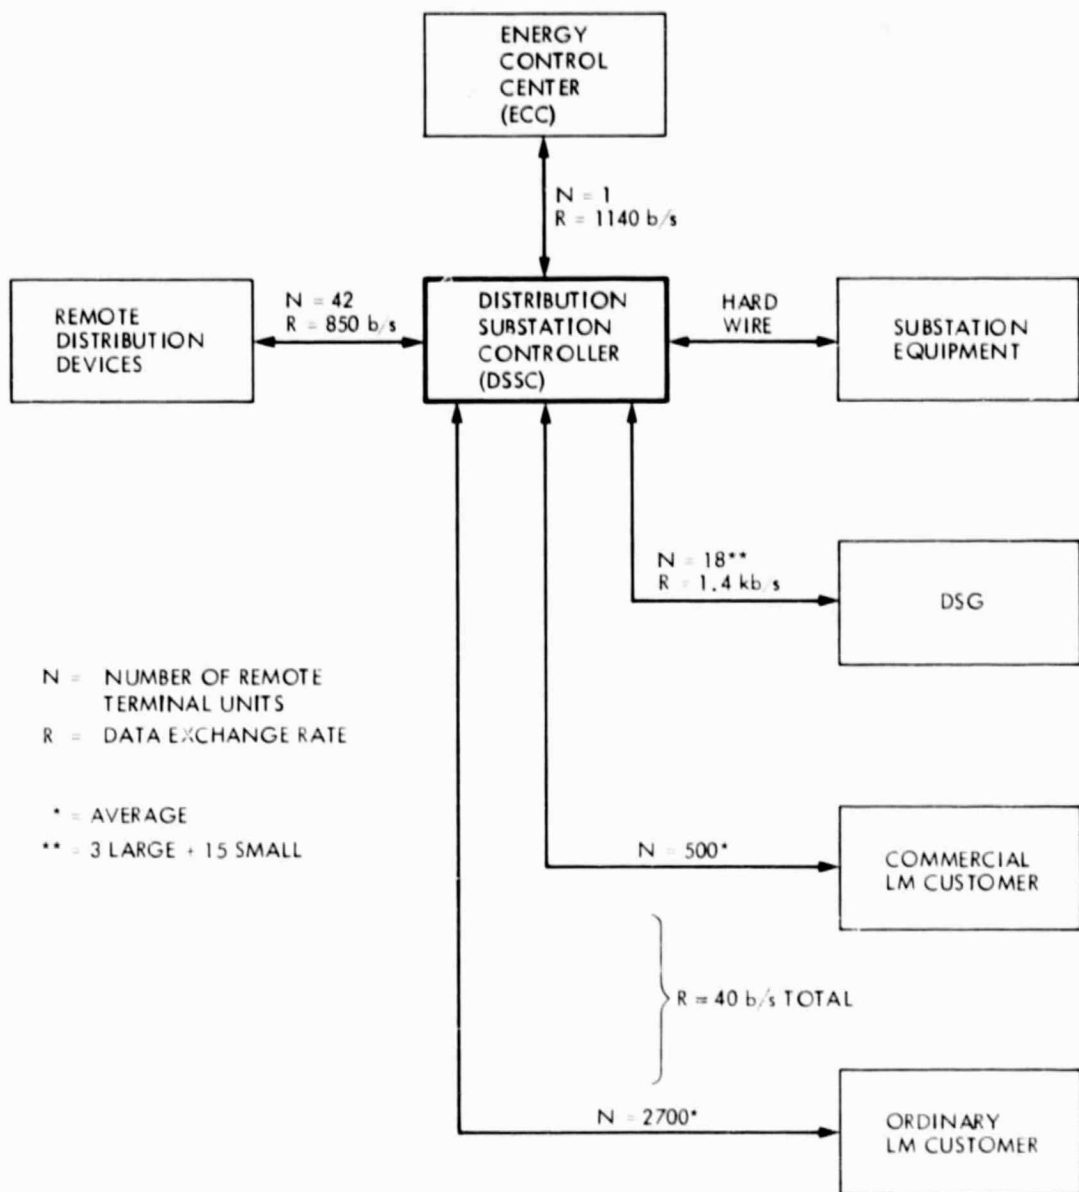 ENERGY
CONTROL
CENTER
(ECC)
N = 1
R = 1140 b/s
REMOTE
DISTRIBUTION
DEVICES
N = 42
R = 850 b/s
DISTRIBUTION
SUBSTATION
CONTROLLER
(DSSC)
HARD
WIRE
SUBSTATION
EQUIPMENT
N = 18**
R = 1.4 kb/s
DSG
N = NUMBER OF REMOTE
TERMINAL UNITS
R = DATA EXCHANGE RATE
* = AVERAGE
** = 3 LARGE + 15 SMALL
N = 500*
COMMERCIAL
LM CUSTOMER
R = 40 b/s TOTAL
N = 2700*
ORDINARY
LM CUSTOMER